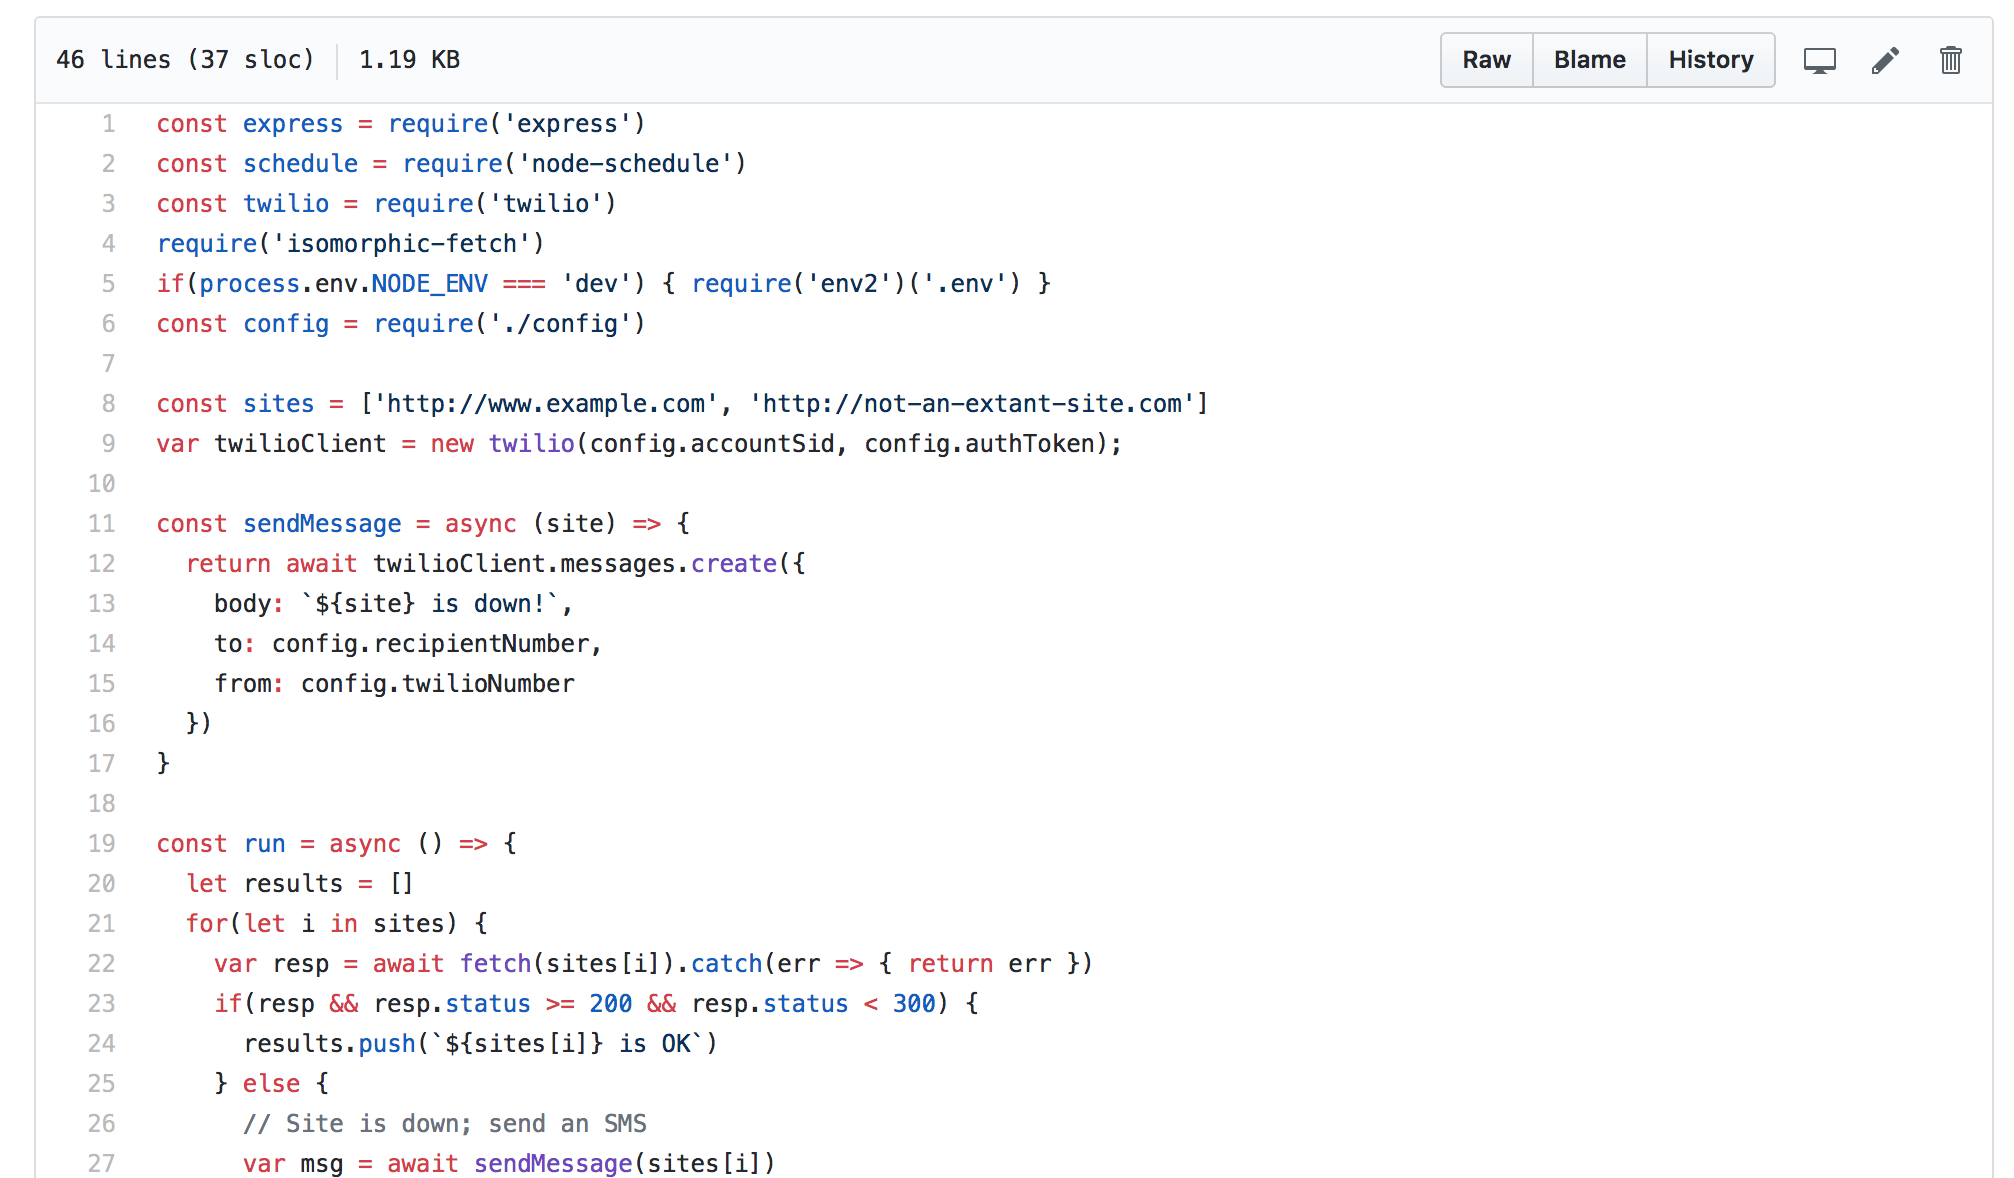 46 lines (37 sloc) 1.19 KB Raw Blame History
1 const express = require('express')
2 const schedule = require('node-schedule')
3 const twilio = require('twilio')
4 require('isomorphic-fetch')
5 if(process.env.NODE_ENV === 'dev') { require('env2')('.env') }
6 const config = require('./config')
7
8 const sites = ['http://www.example.com', 'http://not-an-extant-site.com']
9 var twilioClient = new twilio(config.accountSid, config.authToken);
10
11 const sendMessage = async (site) => {
12   return await twilioClient.messages.create({
13     body: `${site} is down!`,
14     to: config.recipientNumber,
15     from: config.twilioNumber
16   })
17 }
18
19 const run = async () => {
20   let results = []
21   for(let i in sites) {
22     var resp = await fetch(sites[i]).catch(err => { return err })
23     if(resp && resp.status >= 200 && resp.status < 300) {
24       results.push(`${sites[i]} is OK`)
25     } else {
26       // Site is down; send an SMS
27       var msg = await sendMessage(sites[i])